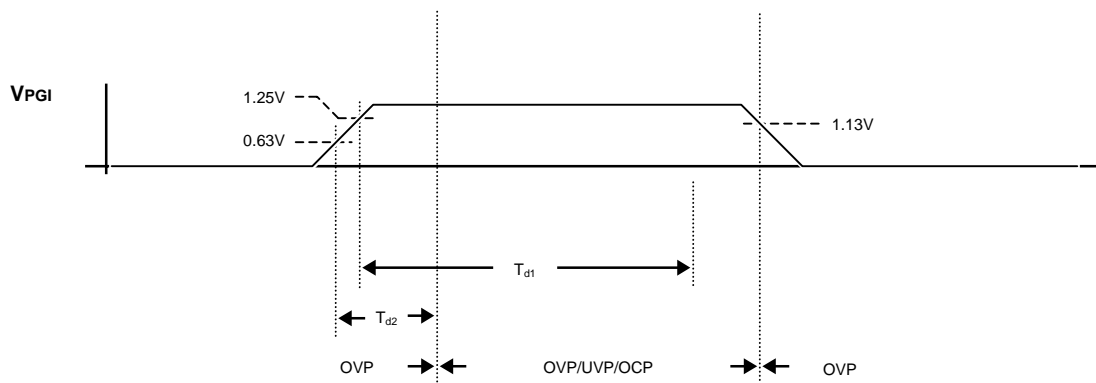 VPGI
1.25V
0.63V
1.13V
Td1
Td2
OVP
OVP/UVP/OCP
OVP